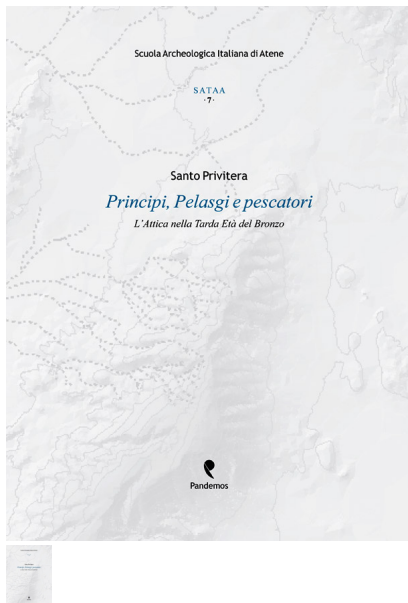 Scuola Archeologica Italiana di Atene
SATAA
·7·
Santo Privitera
Principi, Pelasgi e pescatori
L'Attica nella Tarda Età del Bronzo
Pandemos